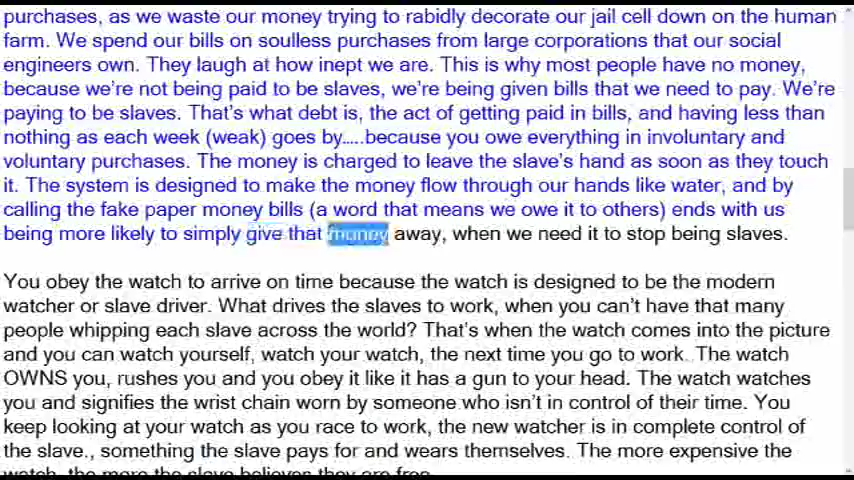 purchases, as we waste our money trying to rabidly decorate our jail cell down on the human
farm. We spend our bills on soulless purchases from large corporations that our social
engineers own. They laugh at how inept we are. This is why most people have no money,
because we're not being paid to be slaves, we're being given bills that we need to pay. We're
paying to be slaves. That's what debt is, the act of getting paid in bills, and having less than
nothing as each week (weak) goes by.....because you owe everything in involuntary and
voluntary purchases. The money is charged to leave the slave's hand as soon as they touch
it. The system is designed to make the money flow through our hands like water, and by
calling the fake paper money bills (a word that means we owe it to others) ends with us
being more likely to simply give that money away, when we need it to stop being slaves.
You obey the watch to arrive on time because the watch is designed to be the modern
watcher or slave driver. What drives the slaves to work, when you can't have that many
people whipping each slave across the world? That's when the watch comes into the picture
and you can watch yourself, watch your watch, the next time you go to work. The watch
OWNS you, rushes you and you obey it like it has a gun to your head. The watch watches
you and signifies the wrist chain worn by someone who isn't in control of their time. You
keep looking at your watch as you race to work, the new watcher is in complete control of
the slave., something the slave pays for and wears themselves. The more expensive the
watch, the more the slave believes they are free.